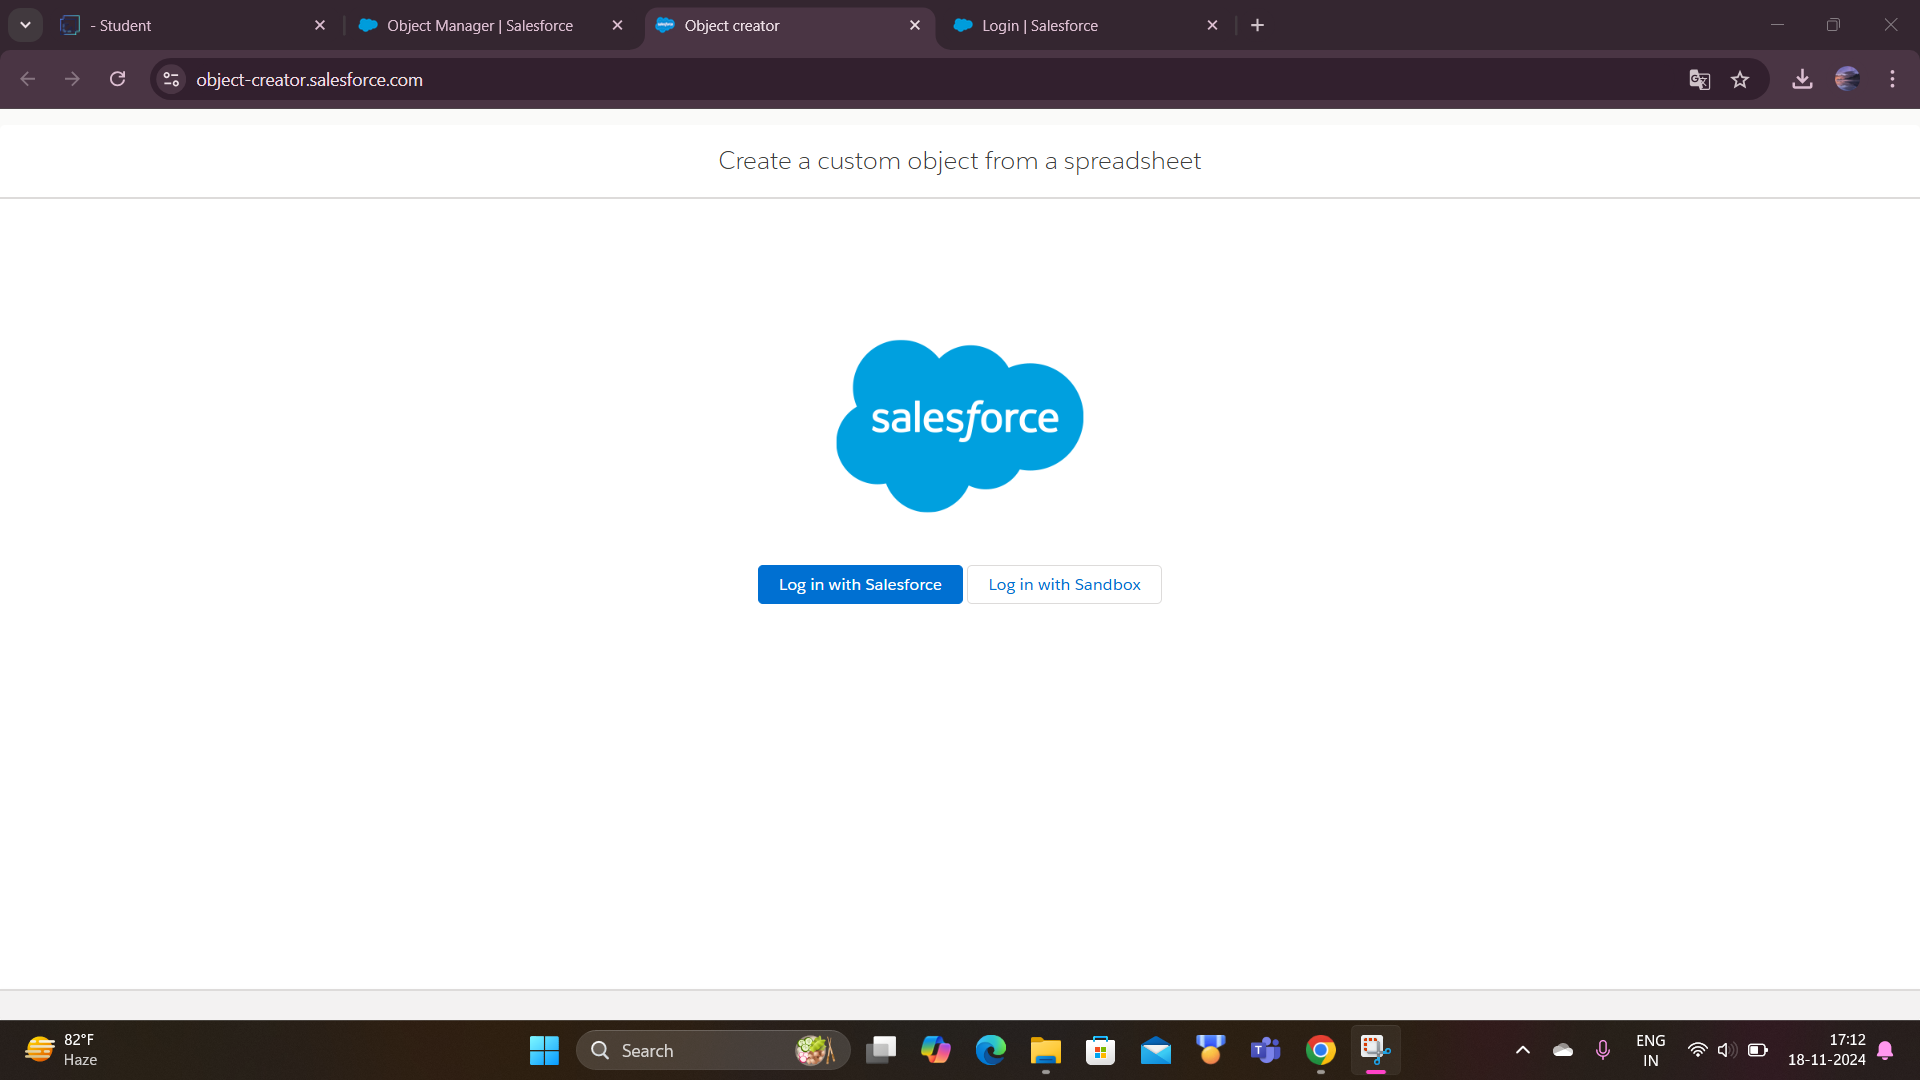 - Student
Object Manager | Salesforce
Object creator
Login | Salesforce
object-creator.salesforce.com
Create a custom object from a spreadsheet
salesforce
Log in with Salesforce
Log in with Sandbox
82°F
Haze
Search
ENG
IN
17:12
18-11-2024